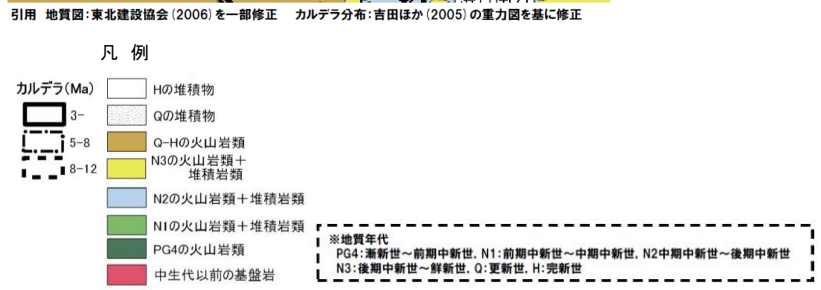 引用 地質図:東北建設協会(2006)を一部修正 カルデラ分布:吉田ほか(2005)の重力図を基に修正
凡 例
カルデラ(Ma)
3-
5-8
8-12
Hの堆積物
Qの堆積物
Q-Hの火山岩類
N3の火山岩類+
堆積岩類
N2の火山岩類+堆積岩類
N1の火山岩類+堆積岩類
PG4の火山岩類
中生代以前の基盤岩
※地質年代
PG4:漸新世~前期中新世, N1:前期中新世~中期中新世, N2中期中新世~後期中新世
N3:後期中新世~鮮新世, Q:更新世, H:完新世